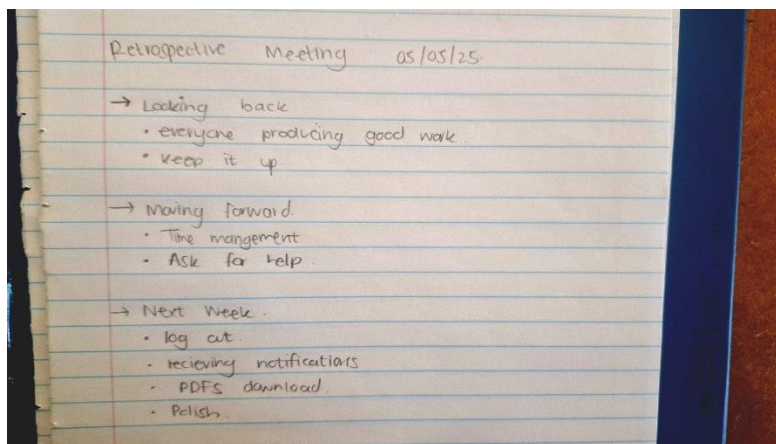 Retrospective Meeting 05/05/25
→ Looking back
• everyone producing good work.
• keep it up.
→ Moving forward.
• Time mangement
• Ask for help
→ Next Week.
• log out.
• recieving notifications
• PDFS download.
• Polish.